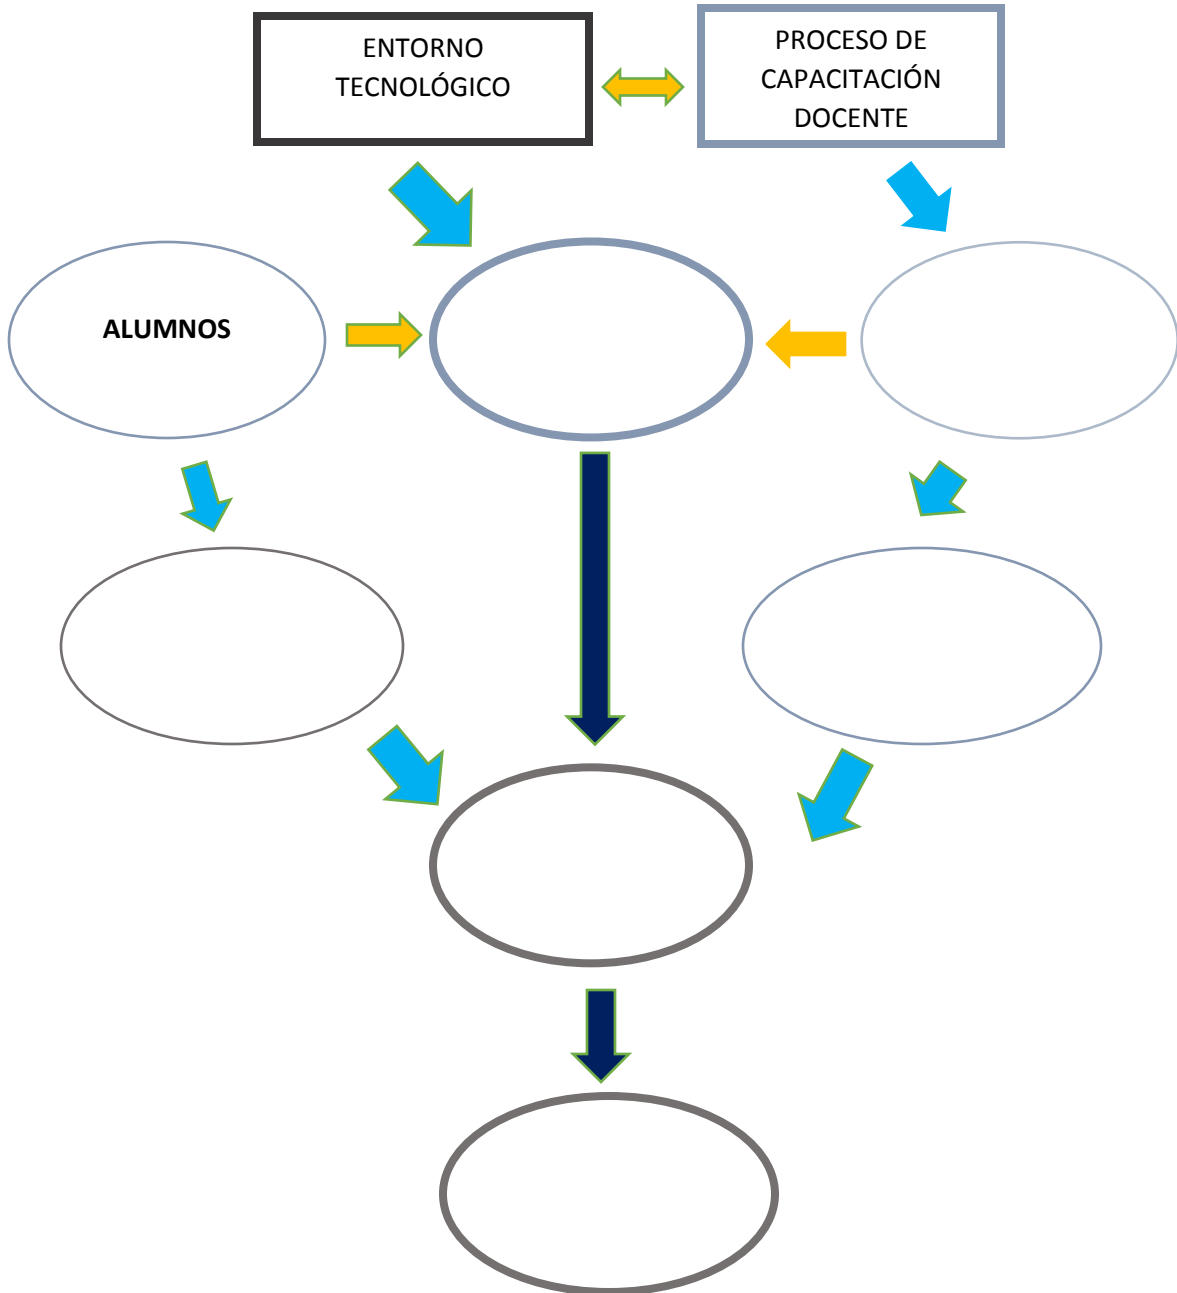 ENTORNO
TECNOLÓGICO
PROCESO DE
CAPACITACIÓN
DOCENTE
ALUMNOS